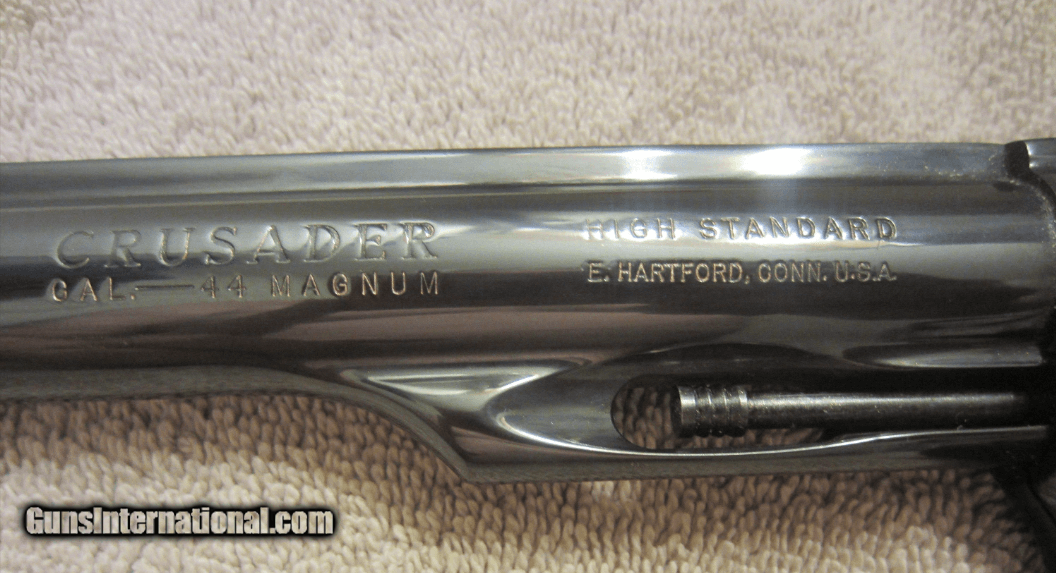 CRUSADER
CAL.—44 MAGNUM
HIGH STANDARD
E. HARTFORD, CONN. U.S.A.
GunsInternational.com